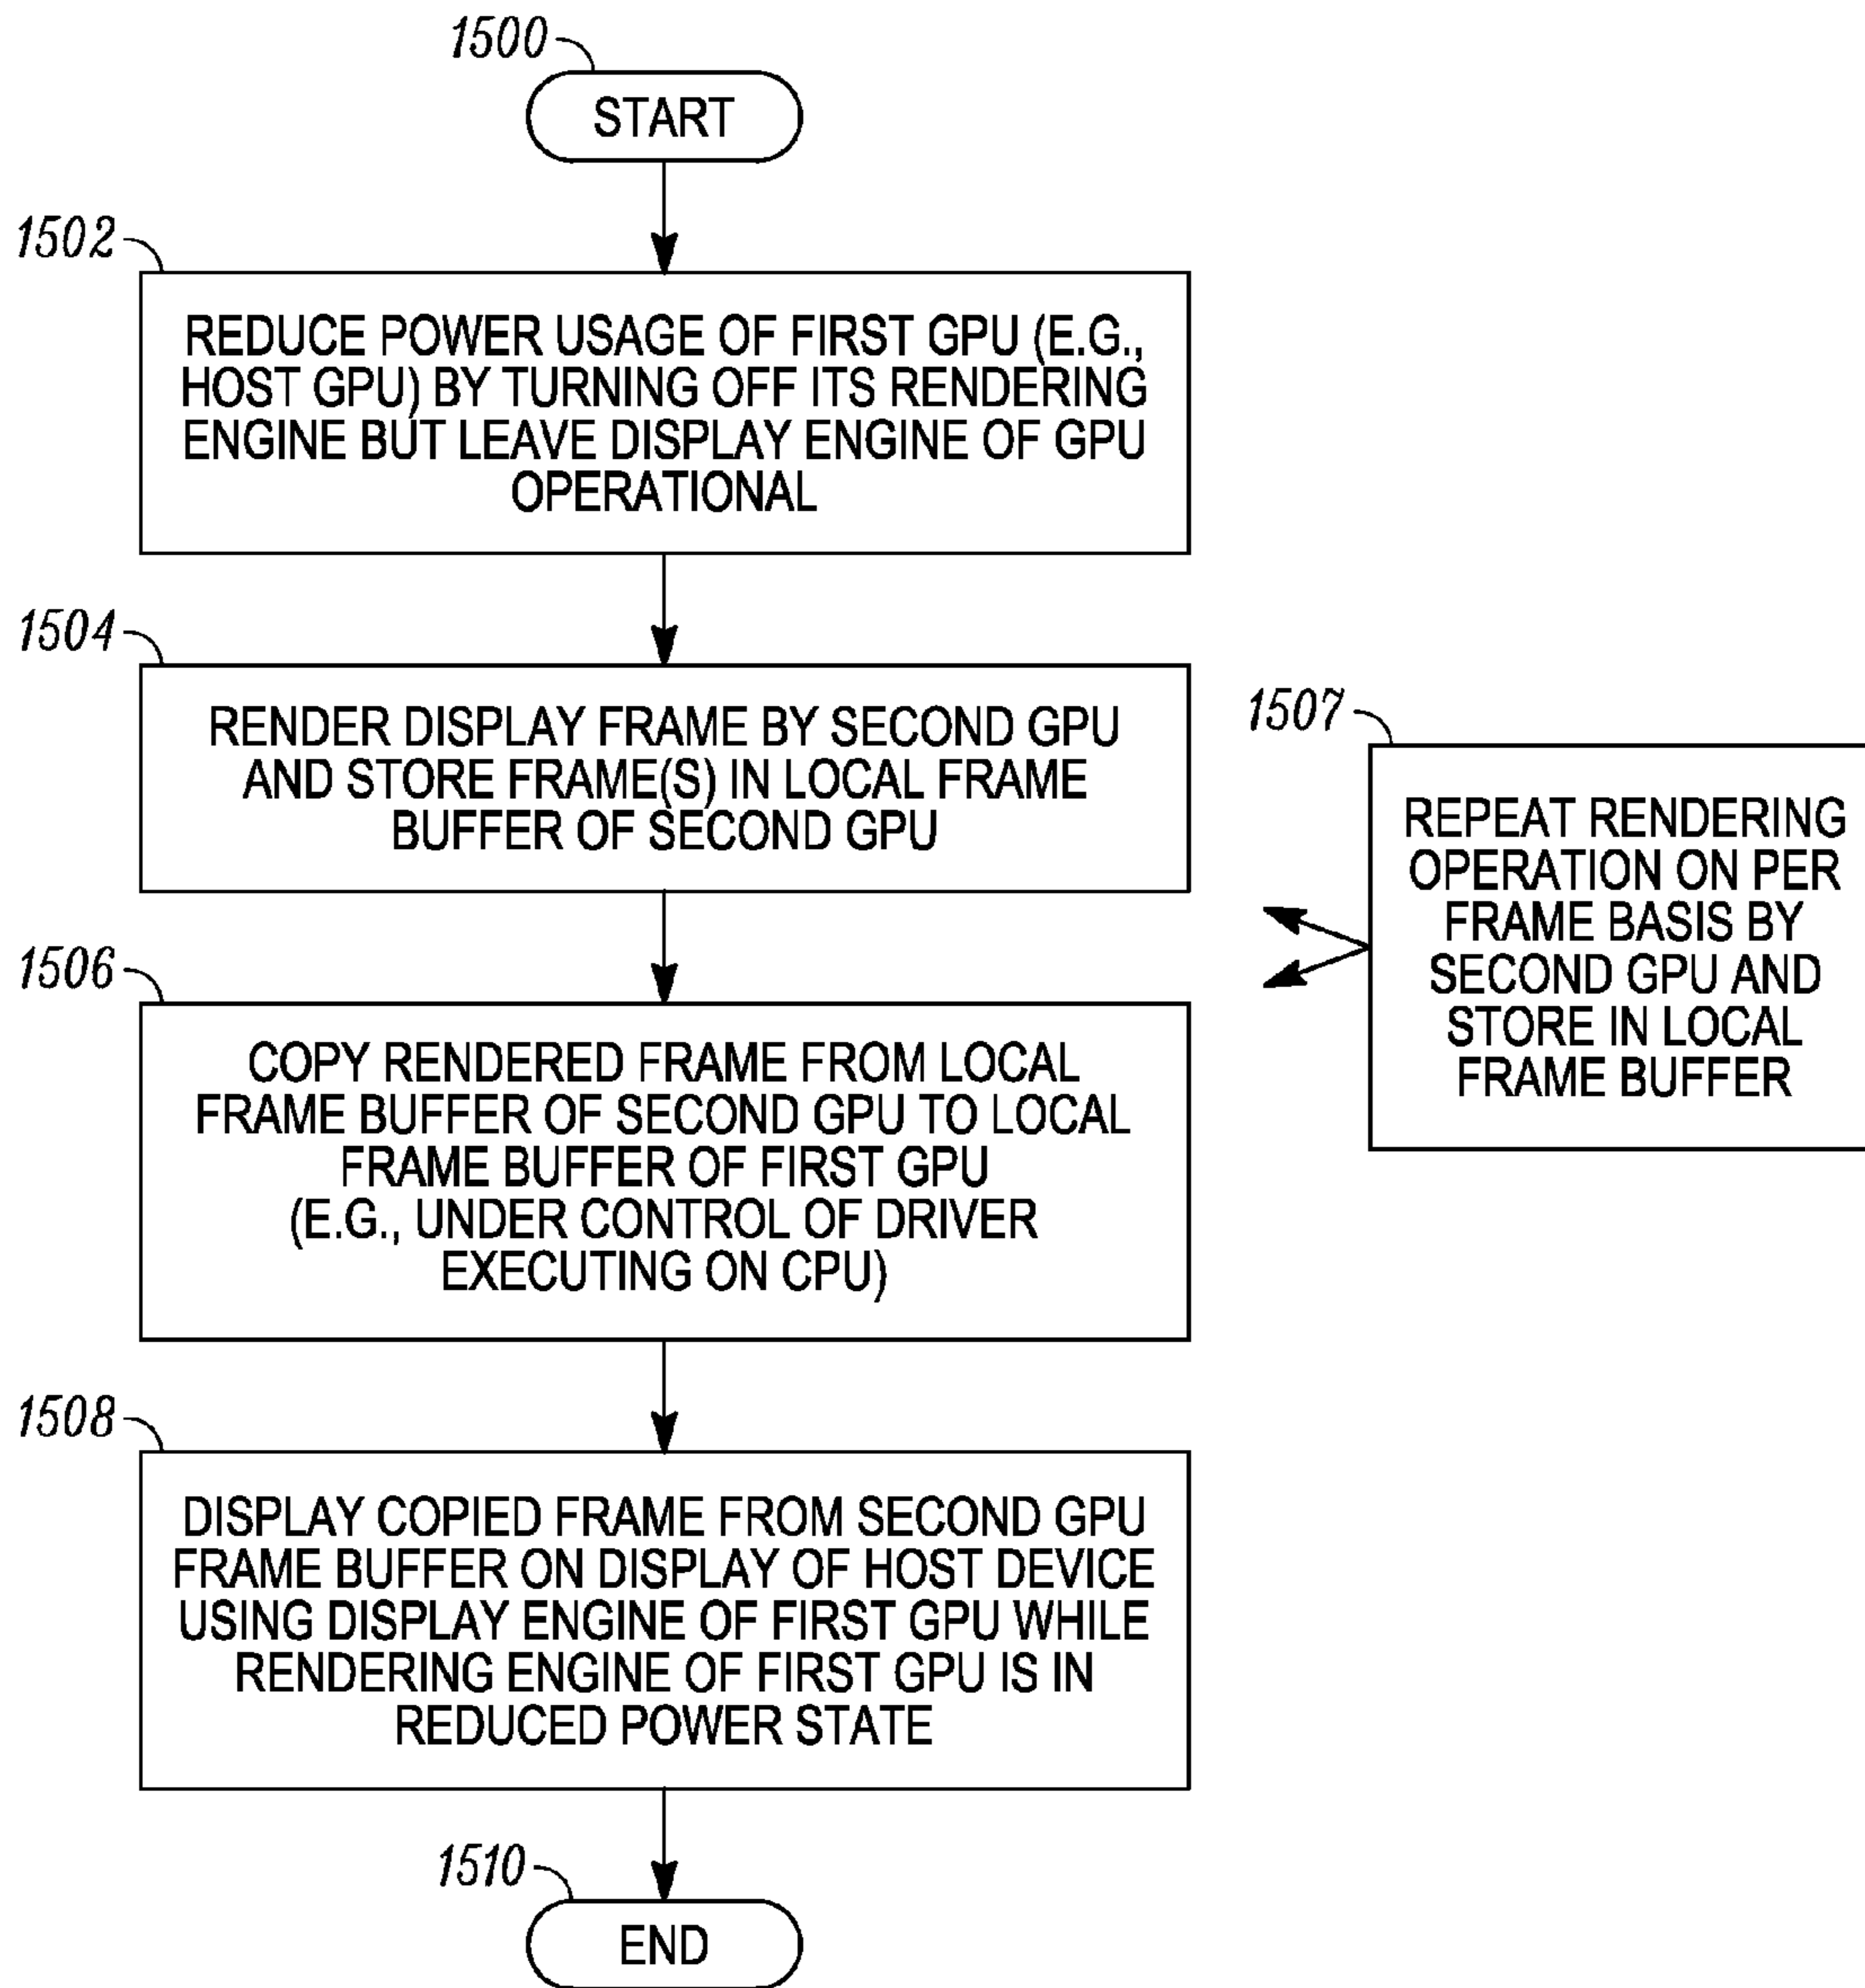 1500
START
1502
REDUCE POWER USAGE OF FIRST GPU (E.G.,
HOST GPU) BY TURNING OFF ITS RENDERING
ENGINE BUT LEAVE DISPLAY ENGINE OF GPU
OPERATIONAL
1504
RENDER DISPLAY FRAME BY SECOND GPU
AND STORE FRAME(S) IN LOCAL FRAME
BUFFER OF SECOND GPU
1507
REPEAT RENDERING
OPERATION ON PER
FRAME BASIS BY
SECOND GPU AND
STORE IN LOCAL
FRAME BUFFER
1506
COPY RENDERED FRAME FROM LOCAL
FRAME BUFFER OF SECOND GPU TO LOCAL
FRAME BUFFER OF FIRST GPU
(E.G., UNDER CONTROL OF DRIVER
EXECUTING ON CPU)
1508
DISPLAY COPIED FRAME FROM SECOND GPU
FRAME BUFFER ON DISPLAY OF HOST DEVICE
USING DISPLAY ENGINE OF FIRST GPU WHILE
RENDERING ENGINE OF FIRST GPU IS IN
REDUCED POWER STATE
1510
END